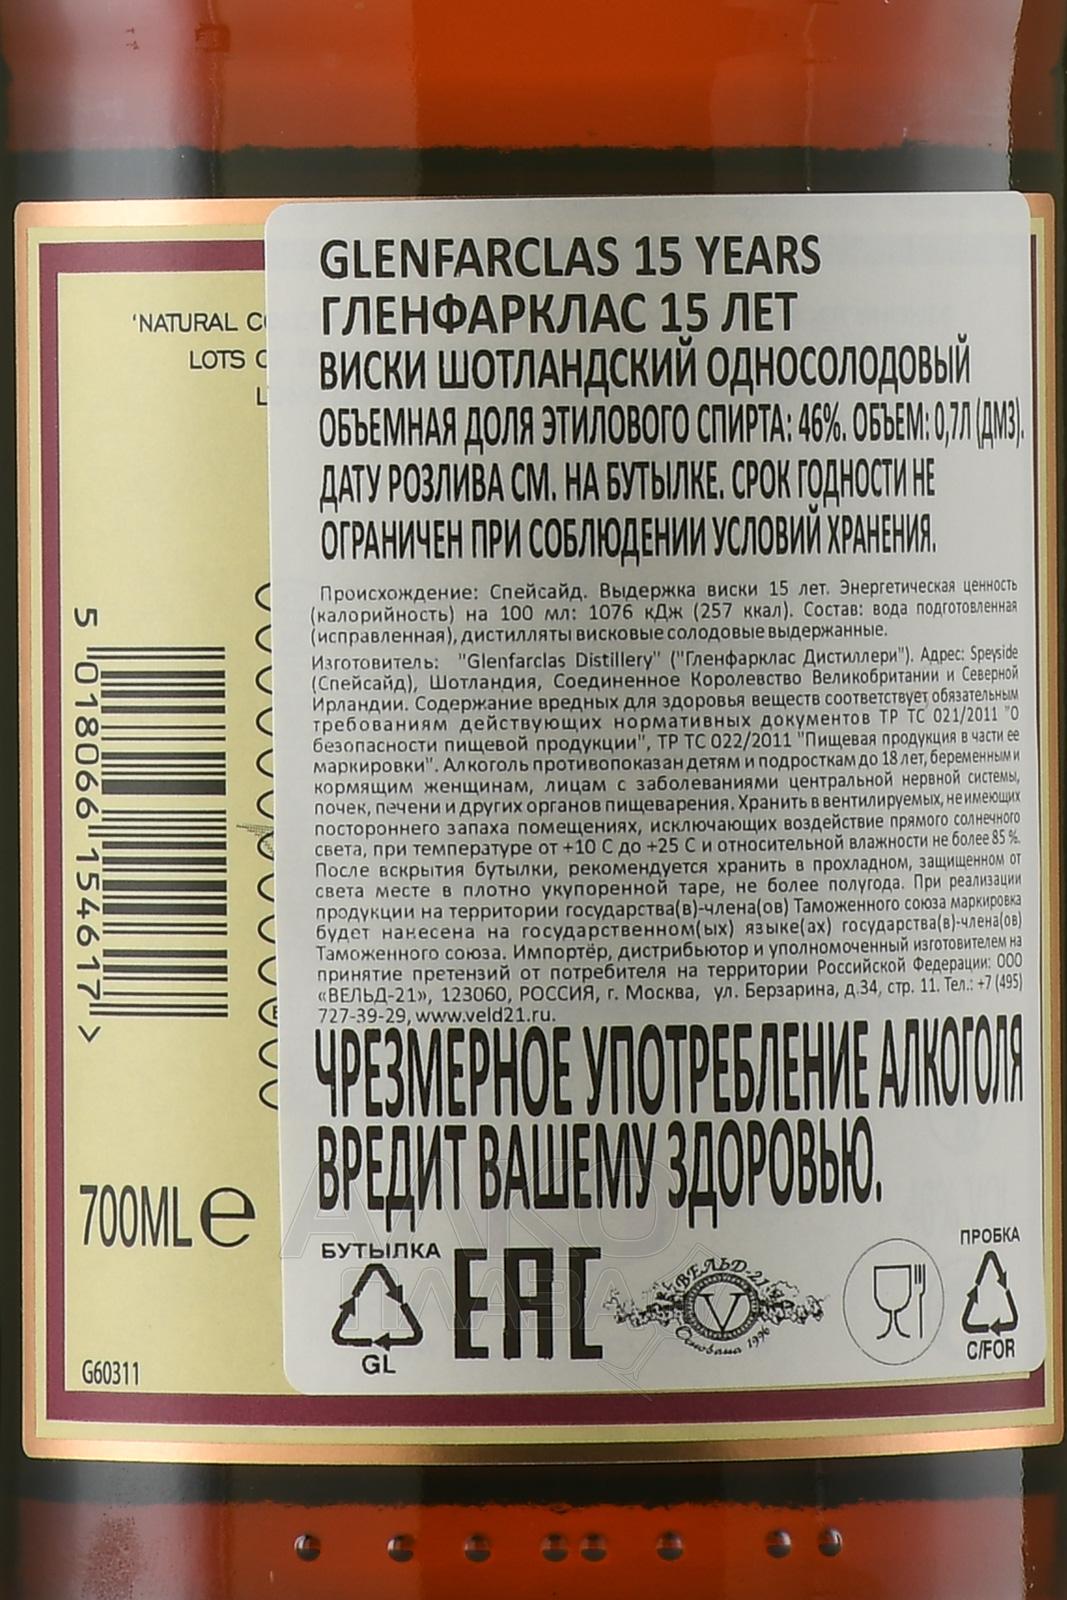 GLENFARCLAS 15 YEARS
ГЛЕНФАРКЛАС 15 ЛЕТ
ВИСКИ ШОТЛАНДСКИЙ ОДНОСОЛОДОВЫЙ
ОБЪЕМНАЯ ДОЛЯ ЭТИЛОВОГО СПИРТА: 46%. ОБЪЕМ: 0,7Л (ДМ3).
ДАТУ РОЗЛИВА СМ. НА БУТЫЛКЕ. СРОК ГОДНОСТИ НЕ
ОГРАНИЧЕН ПРИ СОБЛЮДЕНИИ УСЛОВИЙ ХРАНЕНИЯ.
Происхождение: Спейсайд. Выдержка виски 15 лет. Энергетическая ценность
(калорийность) на 100 мл: 1076 кДж (257 ккал). Состав: вода подготовленная
(исправленная), дистилляты висковые солодовые выдержанные.
Изготовитель: "Glenfarclas Distillery" ("Гленфарклас Дистиллери"). Адрес: Speyside
(Спейсайд), Шотландия, Соединенное Королевство Великобритании и Северной
Ирландии. Содержание вредных для здоровья веществ соответствует обязательным
требованиям действующих нормативных документов ТР ТС 021/2011 "О
безопасности пищевой продукции", ТР ТС 022/2011 "Пищевая продукция в части ее
маркировки". Алкоголь противопоказан детям и подросткам до 18 лет, беременным и
кормящим женщинам, лицам с заболеваниями центральной нервной системы,
почек, печени и других органов пищеварения. Хранить в вентилируемых, не имеющих
постороннего запаха помещениях, исключающих воздействие прямого солнечного
света, при температуре от +10 С до +25 С и относительной влажности не более 85 %.
После вскрытия бутылки, рекомендуется хранить в прохладном, защищенном от
света месте в плотно укупоренной таре, не более полугода. При реализации
продукции на территории государства(в)-члена(ов) Таможенного союза маркировка
будет нанесена на государственном(ых) языке(ах) государства(в)-члена(ов)
Таможенного союза. Импортёр, дистрибьютор и уполномоченный изготовителем на
принятие претензий от потребителя на территории Российской Федерации: ООО
«ВЕЛЬД-21», 123060, РОССИЯ, г. Москва, ул. Берзарина, д.34, стр. 11. Тел.: +7 (495)
727-39-29, www.veld21.ru.
ЧРЕЗМЕРНОЕ УПОТРЕБЛЕНИЕ АЛКОГОЛЯ
ВРЕДИТ ВАШЕМУ ЗДОРОВЬЮ.
БУТЫЛКА
GL
EAC
ВЕЛЬД-21
V
Основана 1996
ПРОБКА
C/FOR
'NATURAL
LOTS
5 018066 154617 >
700ML e
G60311
АЛКО
ПЛАЗА